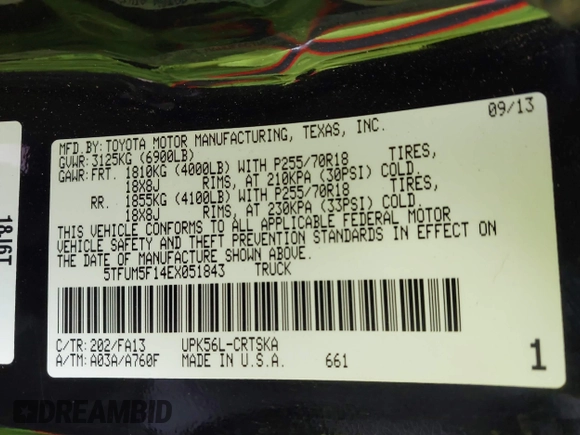 09/13
MFD.BY: TOYOTA MOTOR MANUFACTURING, TEXAS, INC.
GVWR: 3125KG (6900LB)
GAWR: FRT. 1810KG (4000LB) WITH P255/70R18 TIRES,
18X8J RIMS, AT 210KPA (30PSI) COLD.
RR. 1855KG (4100LB) WITH P255/70R18 TIRES,
18X8J RIMS, AT 230KPA (33PSI) COLD.
THIS VEHICLE CONFORMS TO ALL APPLICABLE FEDERAL MOTOR
VEHICLE SAFETY AND THEFT PREVENTION STANDARDS IN EFFECT ON
THE DATE OF MANUFACTURE SHOWN ABOVE.
5TFUM5F14EX051843 TRUCK
C/TR: 202/FA13 UPK56L-CRTSKA
A/TM: A03A/A760F MADE IN U.S.A. 661 1
18J6T
DREAMBID